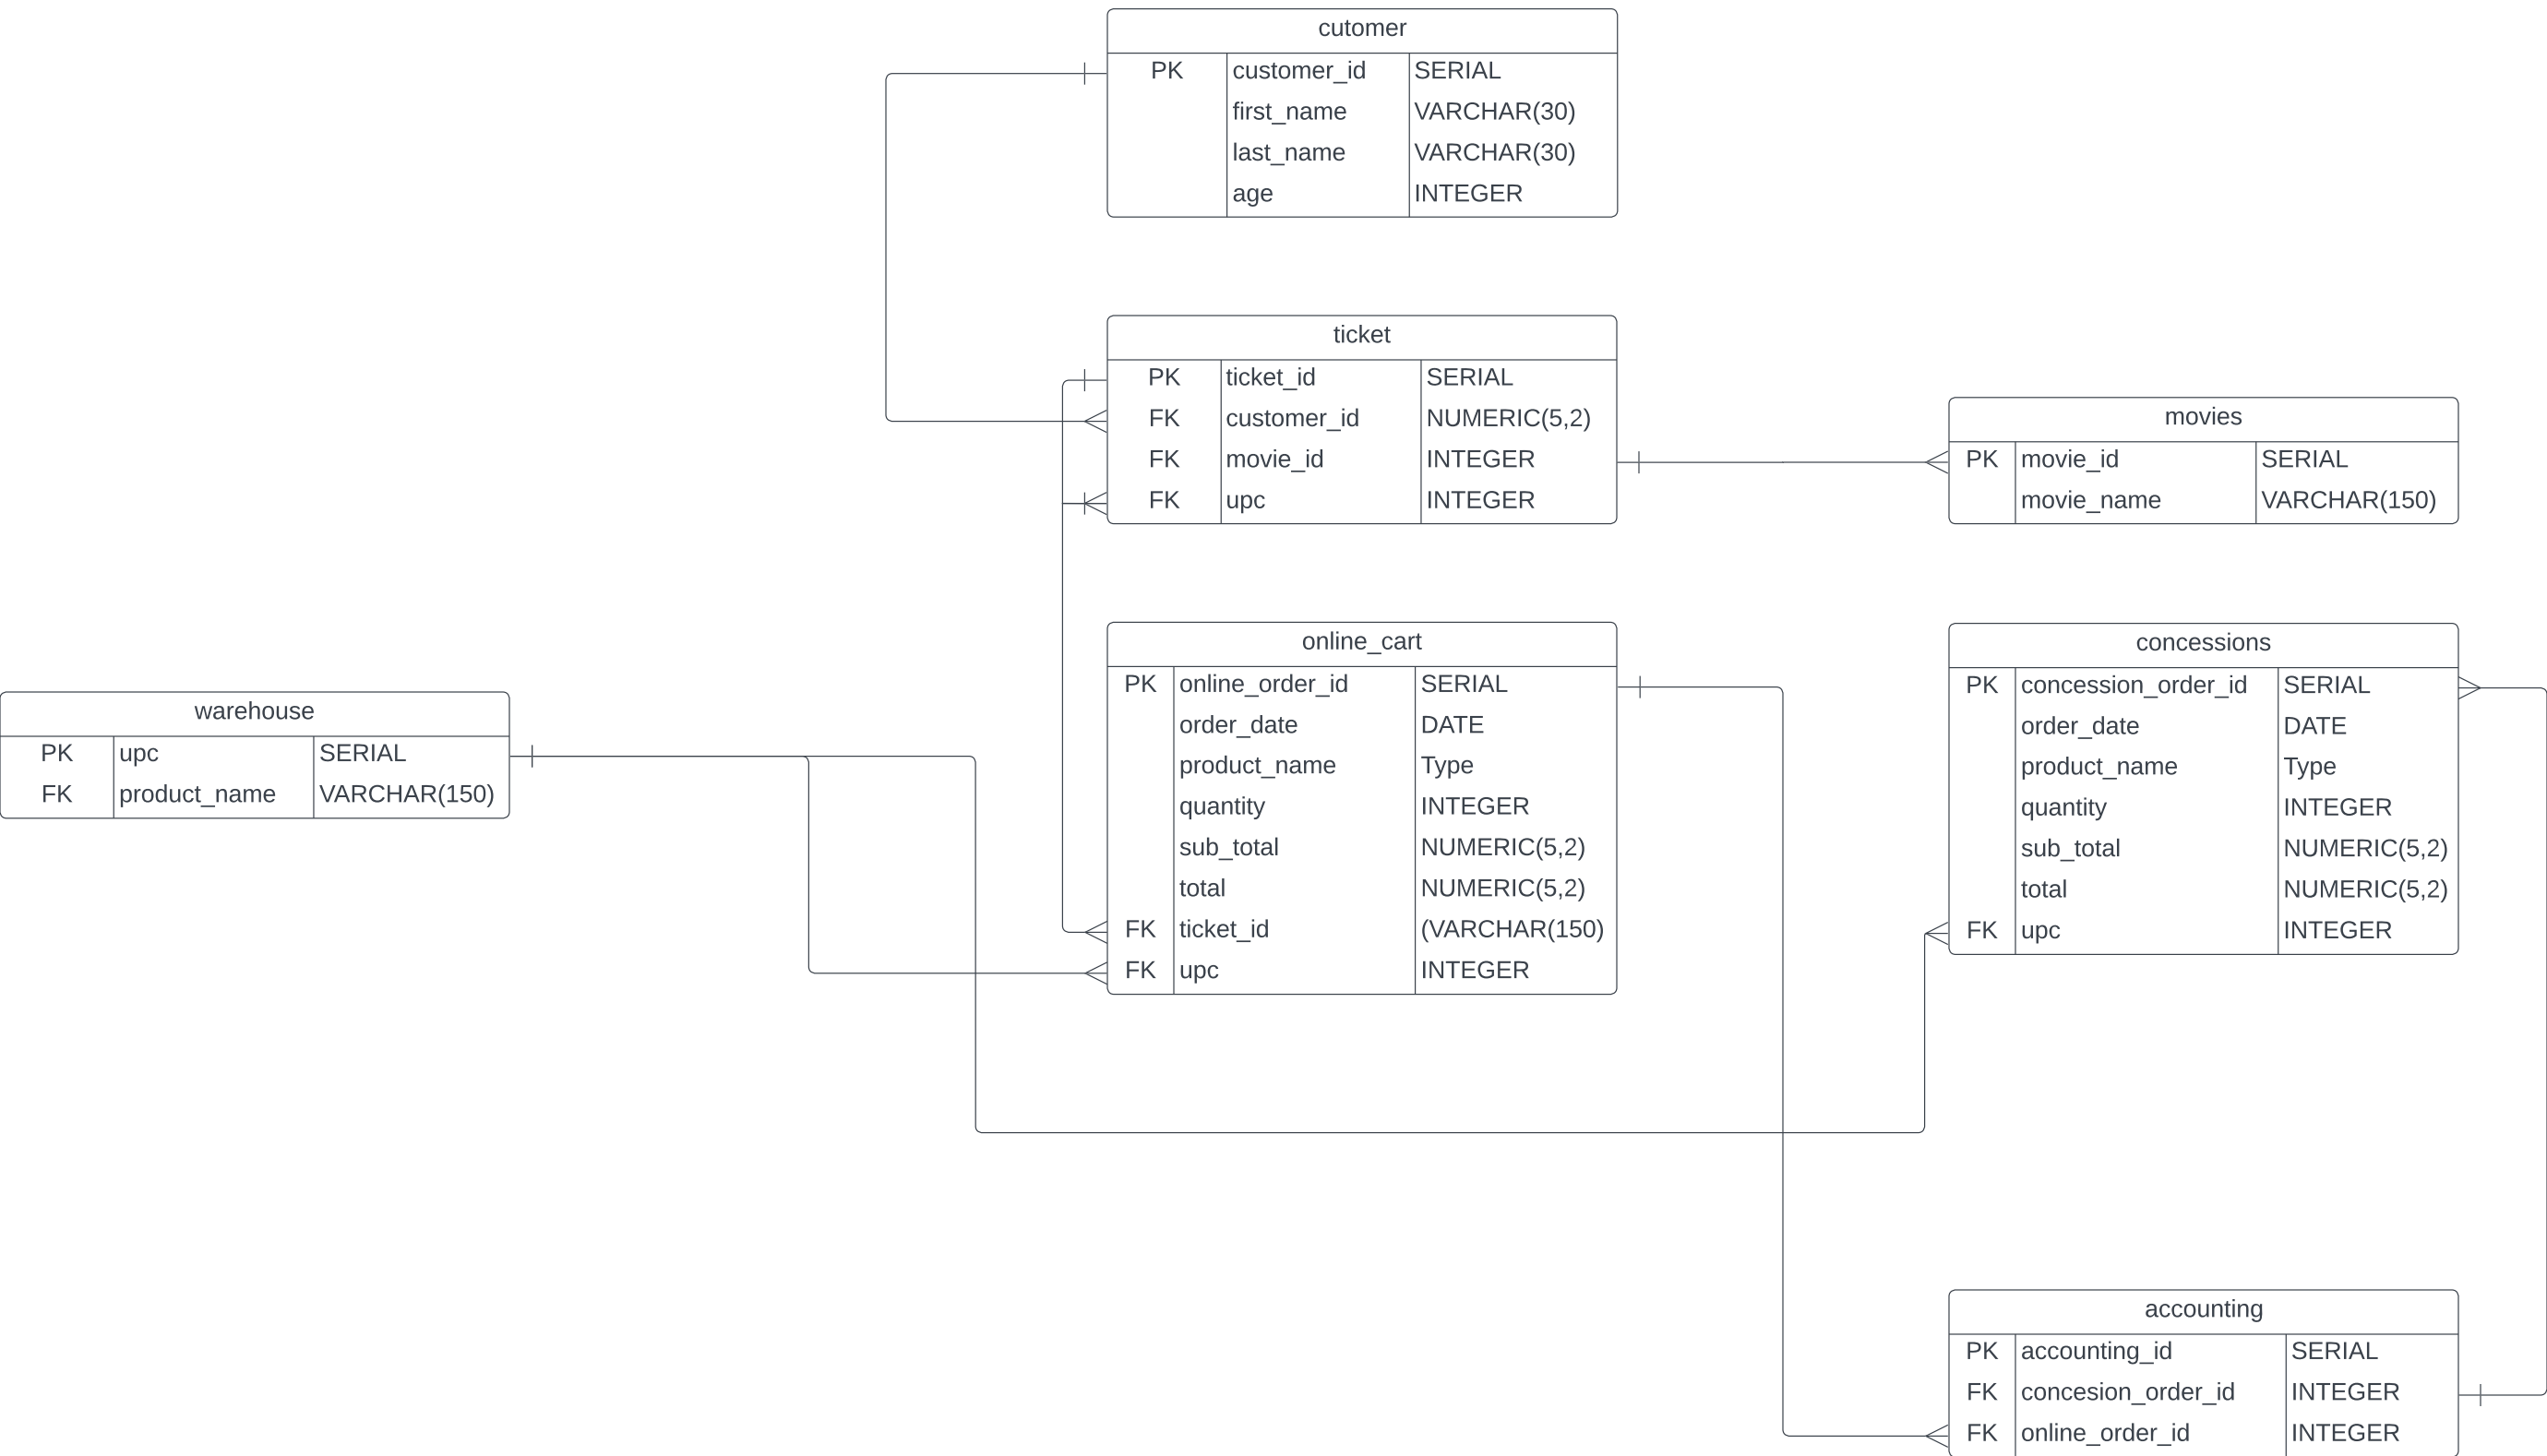 cutomer
PK customer_id SERIAL
first_name VARCHAR(30)
last_name VARCHAR(30)
age INTEGER
ticket
PK ticket_id SERIAL
FK customer_id NUMERIC(5,2)
FK movie_id INTEGER
FK upc INTEGER
movies
PK movie_id SERIAL
movie_name VARCHAR(150)
warehouse
PK upc SERIAL
FK product_name VARCHAR(150)
online_cart
PK online_order_id SERIAL
order_date DATE
product_name Type
quantity INTEGER
sub_total NUMERIC(5,2)
total NUMERIC(5,2)
FK ticket_id (VARCHAR(150)
FK upc INTEGER
concessions
PK concession_order_id SERIAL
order_date DATE
product_name Type
quantity INTEGER
sub_total NUMERIC(5,2)
total NUMERIC(5,2)
FK upc INTEGER
accounting
PK accounting_id SERIAL
FK concesion_order_id INTEGER
FK online_order_id INTEGER